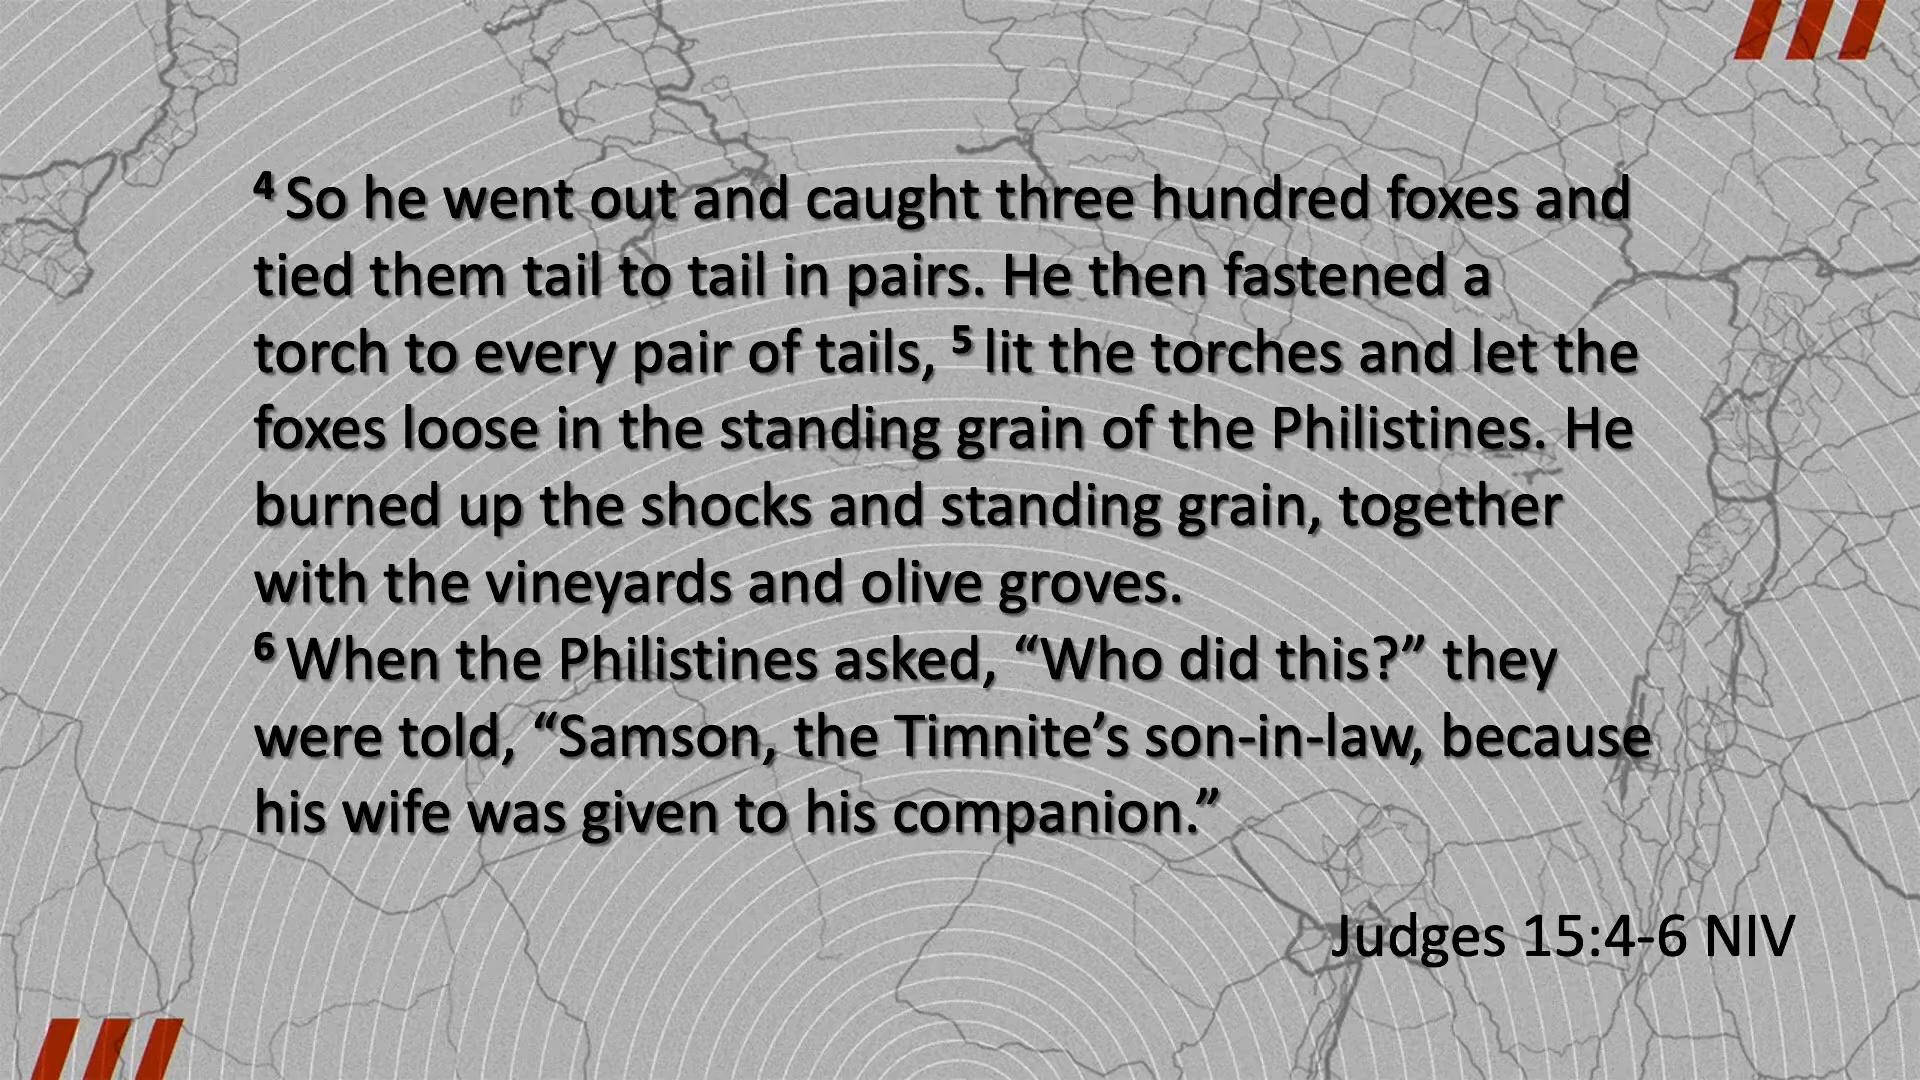 4 So he went out and caught three hundred foxes and
tied them tail to tail in pairs. He then fastened a
torch to every pair of tails, 5 lit the torches and let the
foxes loose in the standing grain of the Philistines. He
burned up the shocks and standing grain, together
with the vineyards and olive groves.
6 When the Philistines asked, “Who did this?” they
were told, “Samson, the Timnite’s son-in-law, because
his wife was given to his companion.”
Judges 15:4-6 NIV